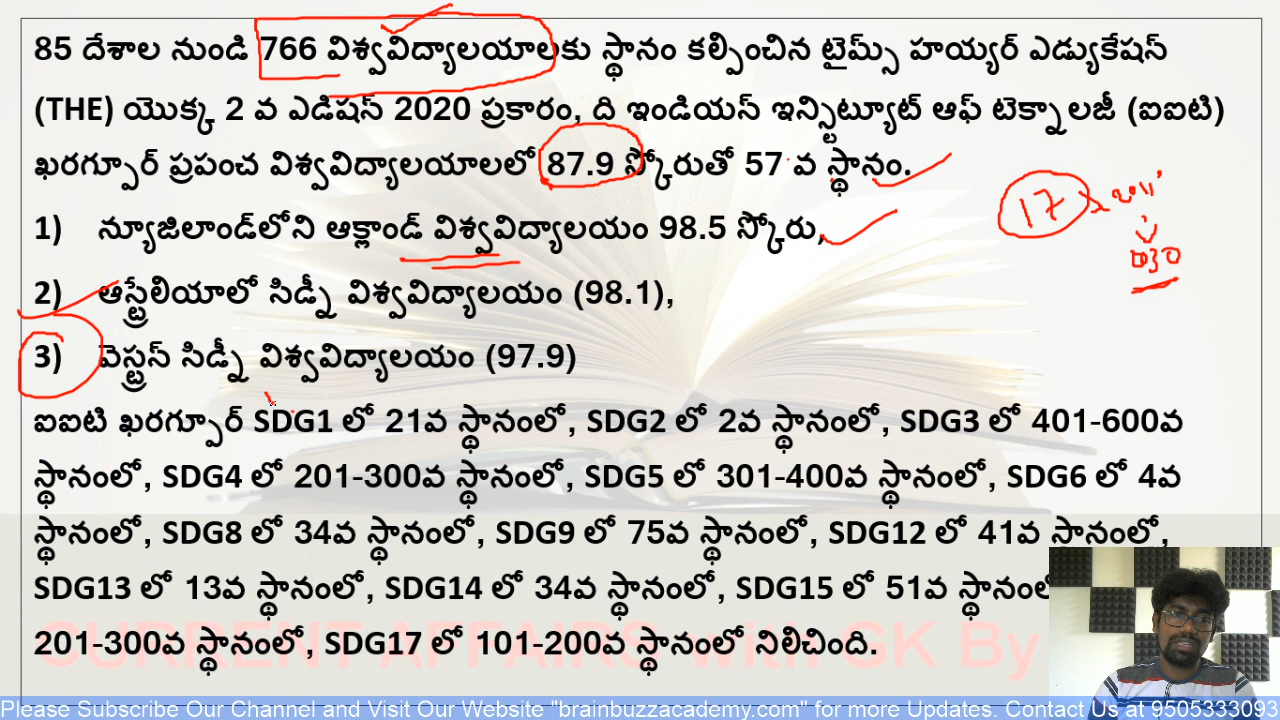 85 దేశాల నుండి 766 విశ్వవిద్యాలయాలకు స్థానం కల్పించిన టైమ్స్ హయ్యర్ ఎడ్యుకేషన్
(THE) యొక్క 2 వ ఎడిషన్ 2020 ప్రకారం, ది ఇండియన్ ఇన్స్టిట్యూట్ ఆఫ్ టెక్నాలజీ (ఐఐటి)
ఖరగ్పూర్ ప్రపంచ విశ్వవిద్యాలయాలలో 87.9 స్కోరుతో 57 వ స్థానం.
17
1) న్యూజిలాండ్‌లోని ఆక్లాండ్ విశ్వవిద్యాలయం 98.5 స్కోరు,
2) ఆస్ట్రేలియాలో సిడ్నీ విశ్వవిద్యాలయం (98.1),
3) వెస్ట్రన్ సిడ్నీ విశ్వవిద్యాలయం (97.9)
ఐఐటి ఖరగ్పూర్ SDG1 లో 21వ స్థానంలో, SDG2 లో 2వ స్థానంలో, SDG3 లో 401-600వ
స్థానంలో, SDG4 లో 201-300వ స్థానంలో, SDG5 లో 301-400వ స్థానంలో, SDG6 లో 4వ
స్థానంలో, SDG8 లో 34వ స్థానంలో, SDG9 లో 75వ స్థానంలో, SDG12 లో 41వ స్థానంలో,
SDG13 లో 13వ స్థానంలో, SDG14 లో 34వ స్థానంలో, SDG15 లో 51వ
201-300వ స్థానంలో, SDG17 లో 101-200వ స్థానంలో నిలిచింది.
CURRENT AFFAIRS with GK By
Please Subscribe Our Channel and Visit Our Website "brainbuzzacademy.com" for more Updates. Contact Us at 9505333093